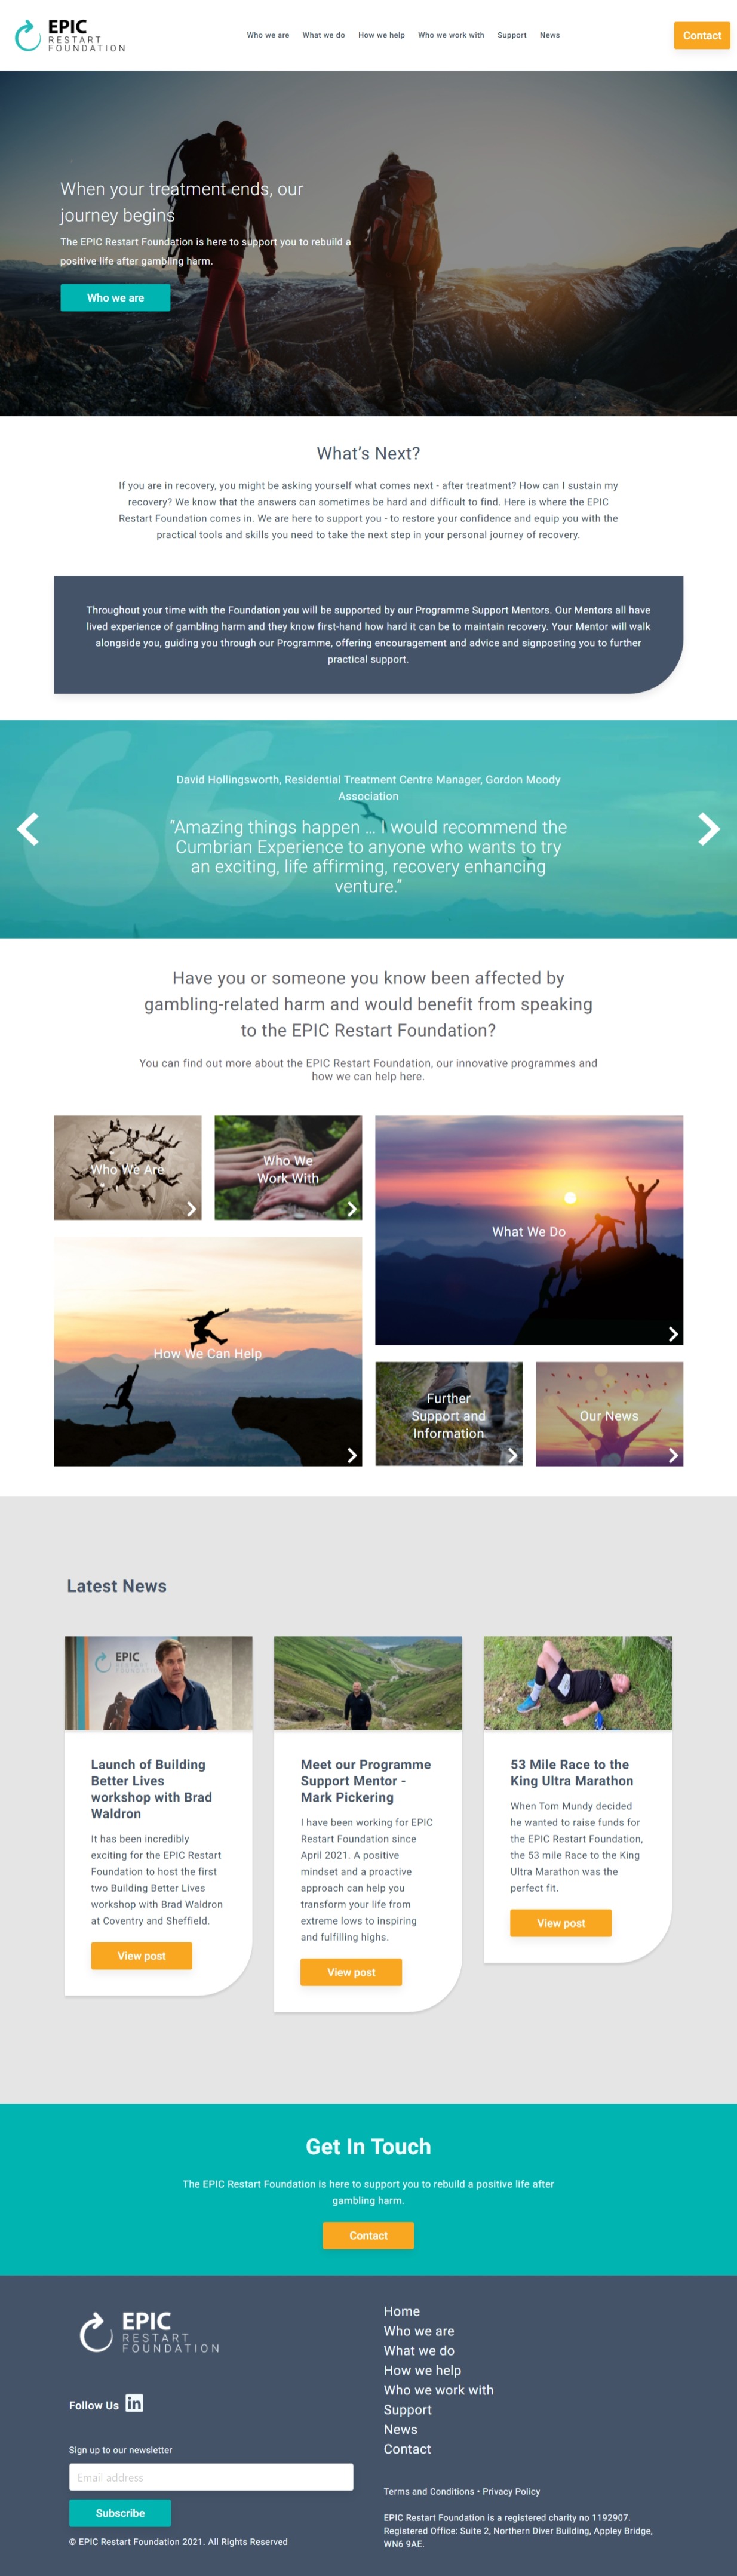 EPIC
RESTART
FOUNDATION
Who we are
What we do
How we help
Who we work with
Support
News
Contact
When your treatment ends, our
journey begins
The EPIC Restart Foundation is here to support you to rebuild a
positive life after gambling harm.
Who we are
What's Next?
If you are in recovery, you might be asking yourself what comes next - after treatment? How can I sustain my
recovery? We know that the answers can sometimes be hard and difficult to find. Here is where the EPIC
Restart Foundation comes in. We are here to support you - to restore your confidence and equip you with the
practical tools and skills you need to take the next step in your personal journey of recovery.
Throughout your time with the Foundation you will be supported by our Programme Support Mentors. Our Mentors all have
lived experience of gambling harm and they know first-hand how hard it can be to maintain recovery. Your Mentor will walk
alongside you, guiding you through our Programme, offering encouragement and advice and signposting you to further
practical support.
David Hollingsworth, Residential Treatment Centre Manager, Gordon Moody
Association
“Amazing things happen ... I would recommend the
Cumbrian Experience to anyone who wants to try
an exciting, life affirming, recovery enhancing
venture.”
Have you or someone you know been affected by
gambling-related harm and would benefit from speaking
to the EPIC Restart Foundation?
You can find out more about the EPIC Restart Foundation, our innovative programmes and
how we can help here.
Who We Are
Who We
Work With
What We Do
How We Can Help
Further
Support and
Information
Our News
Latest News
EPIC
RESTART
FOUNDATION
Launch of Building
Better Lives
workshop with Brad
Waldron
It has been incredibly
exciting for the EPIC Restart
Foundation to host the first
two Building Better Lives
workshop with Brad Waldron
at Coventry and Sheffield.
View post
Meet our Programme
Support Mentor -
Mark Pickering
I have been working for EPIC
Restart Foundation since
April 2021. A positive
mindset and a proactive
approach can help you
transform your life from
extreme lows to inspiring
and fulfilling highs.
View post
53 Mile Race to the
King Ultra Marathon
When Tom Mundy decided
he wanted to raise funds for
the EPIC Restart Foundation,
the 53 mile Race to the King
Ultra Marathon was the
perfect fit.
View post
Get In Touch
The EPIC Restart Foundation is here to support you to rebuild a positive life after
gambling harm.
Contact
EPIC
RESTART
FOUNDATION
Follow Us in
Sign up to our newsletter
Email address
Subscribe
© EPIC Restart Foundation 2021. All Rights Reserved
Home
Who we are
What we do
How we help
Who we work with
Support
News
Contact
Terms and Conditions • Privacy Policy
EPIC Restart Foundation is a registered charity no 1192907.
Registered Office: Suite 2, Northern Diver Building, Appley Bridge,
WN6 9AE.